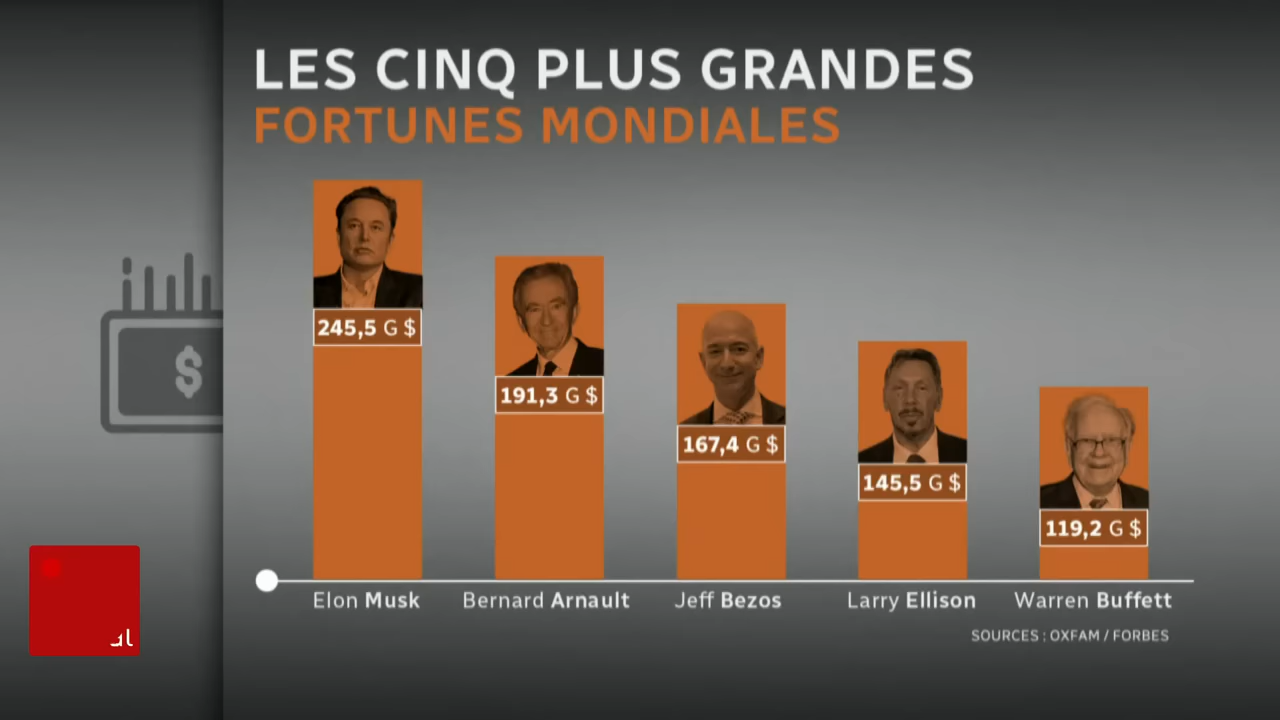 LES CINQ PLUS GRANDES
FORTUNES MONDIALES
245,5 G $
191,3 G $
167,4 G $
145,5 G $
119,2 G $
$
Elon Musk
Bernard Arnault
Jeff Bezos
Larry Ellison
Warren Buffett
SOURCES : OXFAM / FORBES